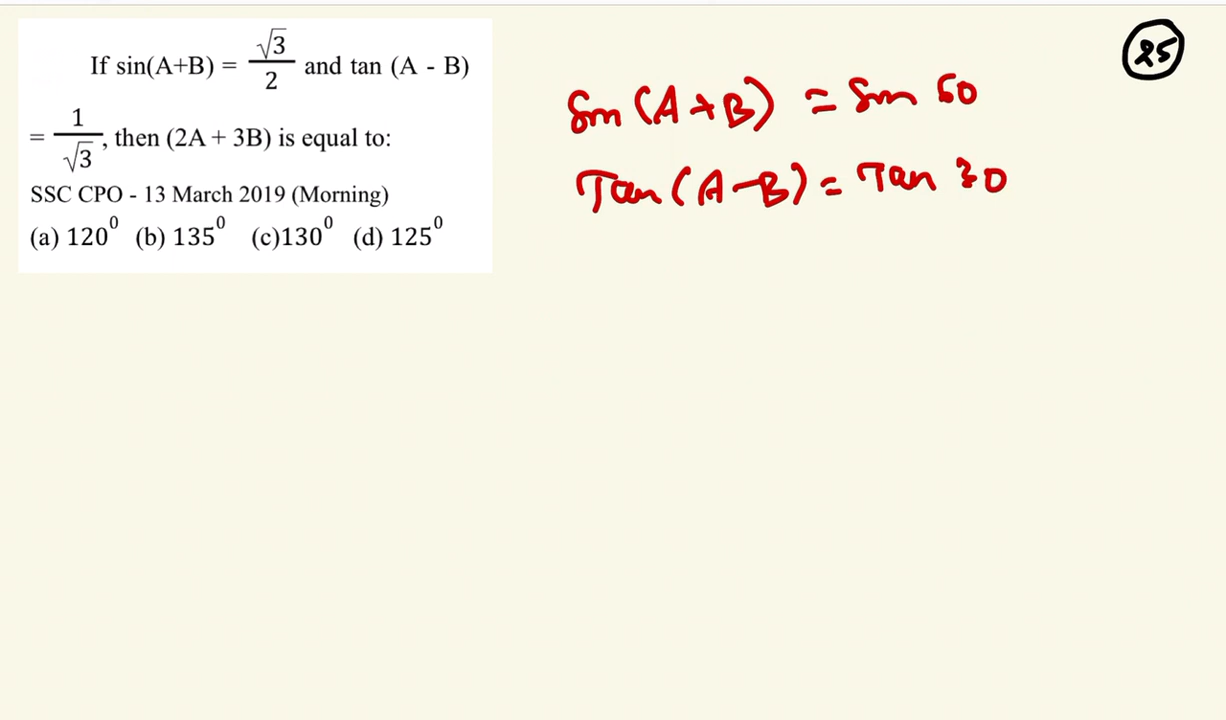 25
If sin(A+B) = √3/2 and tan (A - B)
= 1/√3, then (2A + 3B) is equal to:
SSC CPO - 13 March 2019 (Morning)
(a) 120⁰ (b) 135⁰ (c)130⁰ (d) 125⁰
Sin (A+B) = Sin 60
Tan (A-B) = Tan 30